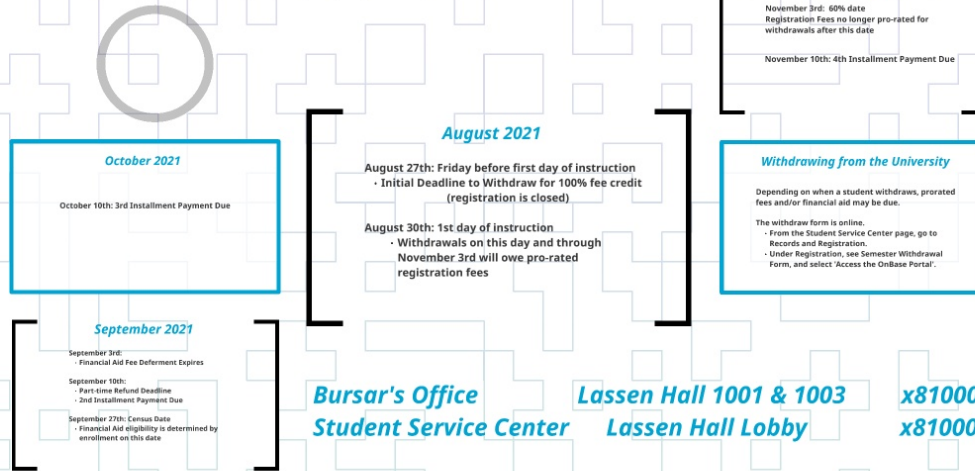 November 3rd:  60% date
Registration Fees no longer pro-rated for
withdrawals after this date
November 10th: 4th Installment Payment Due
August 2021
August 27th: Friday before first day of instruction
· Initial Deadline to Withdraw for 100% fee credit
(registration is closed)
August 30th: 1st day of instruction
· Withdrawals on this day and through
November 3rd will owe pro-rated
registration fees
October 2021
October 10th: 3rd Installment Payment Due
Withdrawing from the University
Depending on when a student withdraws, prorated
fees and/or financial aid may be due.
The withdraw form is online.
· From the Student Service Center page, go to
Records and Registration.
· Under Registration, see Semester Withdrawal
Form, and select 'Access the OnBase Portal'.
September 2021
September 3rd:
· Financial Aid Fee Deferment Expires
September 10th:
· Part-time Refund Deadline
· 2nd Installment Payment Due
September 27th: Census Date
· Financial Aid eligibility is determined by
enrollment on this date
Bursar's Office Lassen Hall 1001 & 1003 x81000
Student Service Center Lassen Hall Lobby x81000